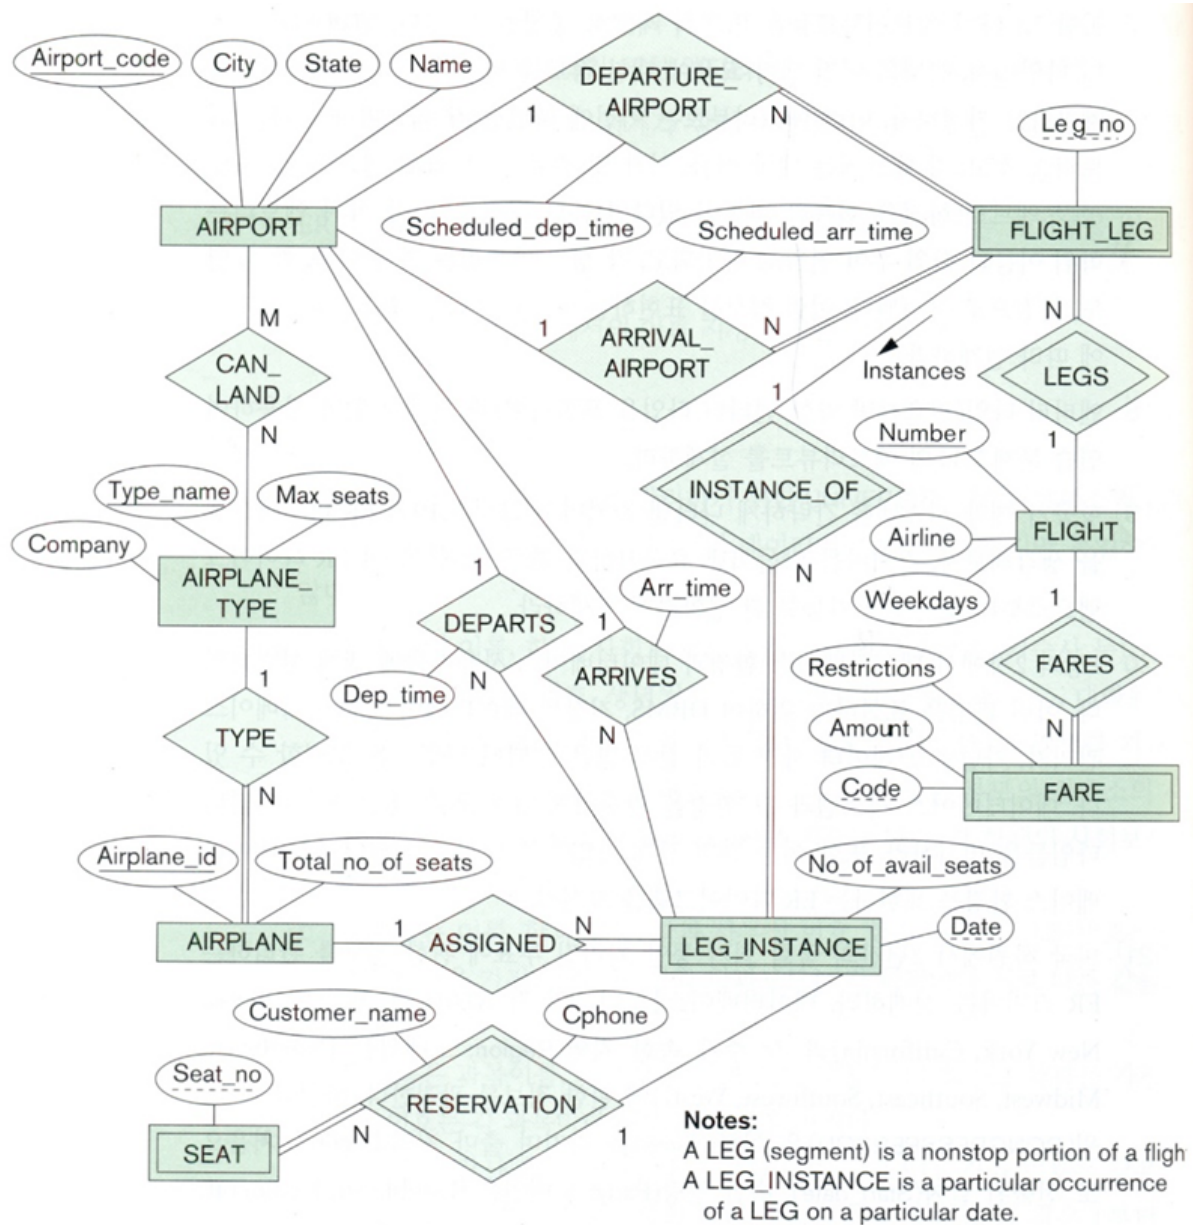 Airport_code
City
State
Name
DEPARTURE_
AIRPORT
1
N
Leg_no
AIRPORT
Scheduled_dep_time
Scheduled_arr_time
FLIGHT_LEG
M
1
N
N
CAN_
LAND
ARRIVAL_
AIRPORT
Instances
LEGS
1
N
1
Number
Type_name
Max_seats
INSTANCE_OF
Company
FLIGHT
Airline
AIRPLANE_
TYPE
1
N
Arr_time
Weekdays
1
DEPARTS
1
Restrictions
FARES
ARRIVES
Dep_time
N
1
TYPE
N
Amount
N
N
Code
FARE
Airplane_id
Total_no_of_seats
No_of_avail_seats
1
N
Date
AIRPLANE
ASSIGNED
LEG_INSTANCE
Customer_name
Cphone
Seat_no
RESERVATION
N
1
SEAT
Notes:
A LEG (segment) is a nonstop portion of a fligh
A LEG_INSTANCE is a particular occurrence
of a LEG on a particular date.